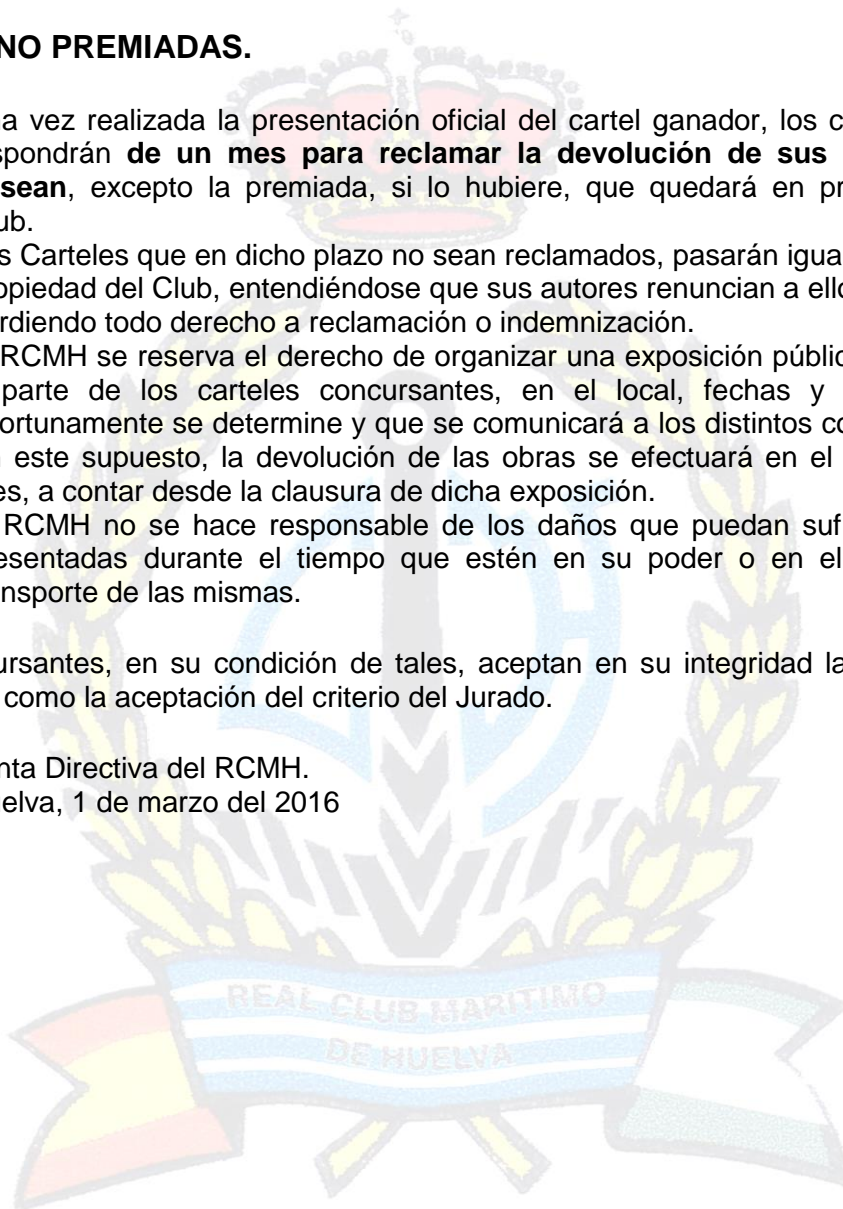 NO PREMIADAS.
a vez realizada la presentación oficial del cartel ganador, los c
spondrán de un mes para reclamar la devolución de sus
sean, excepto la premiada, si lo hubiere, que quedará en pr
ub.
s Carteles que en dicho plazo no sean reclamados, pasarán igua
opiedad del Club, entendiéndose que sus autores renuncian a ello
rdiendo todo derecho a reclamación o indemnización.
RCMH se reserva el derecho de organizar una exposición públic
parte de los carteles concursantes, en el local, fechas y
ortunamente se determine y que se comunicará a los distintos co
este supuesto, la devolución de las obras se efectuará en el
es, a contar desde la clausura de dicha exposición.
RCMH no se hace responsable de los daños que puedan suf
esentadas durante el tiempo que estén en su poder o en el
nsporte de las mismas.
ursantes, en su condición de tales, aceptan en su integridad la
como la aceptación del criterio del Jurado.
nta Directiva del RCMH.
elva, 1 de marzo del 2016
REAL CLUB MARITIMO
DE HUELVA